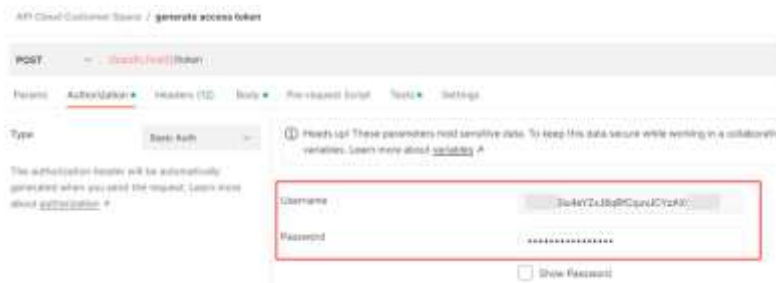 API Cloud Customer Space / generate access token
POST
/token
Params Authorization Headers (12) Body Pre-request Script Tests Settings
Type Basic Auth
Heads up! These parameters hold sensitive data. To keep this data secure while working in a collaborati
variables. Learn more about variables
The authorization header will be automatically
generated when you send the request. Learn more
about authorization
Username
Password ••••••••••••••••
Show Password